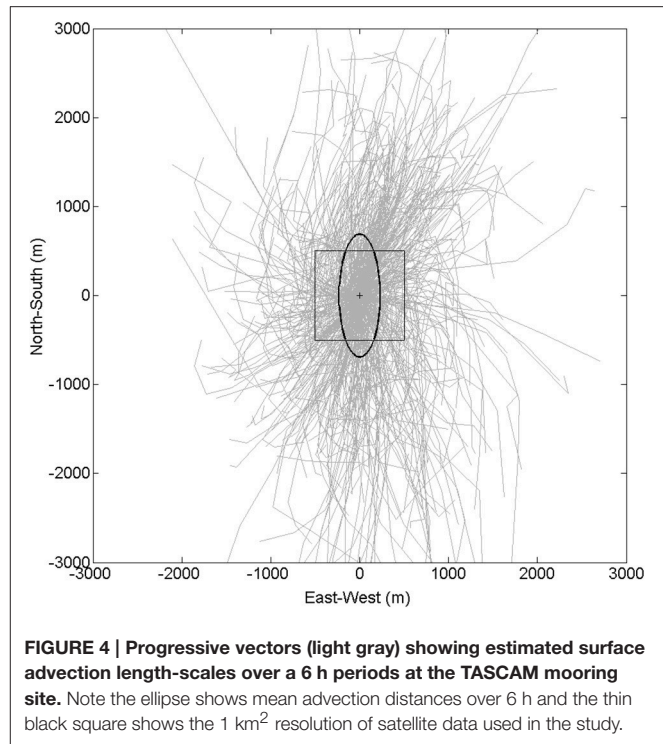 3000
2000
1000
0
-1000
-2000
-3000
North-South (m)
-3000 -2000 -1000 0 1000 2000 3000
East-West (m)
FIGURE 4 | Progressive vectors (light gray) showing estimated surface
advection length-scales over a 6 h periods at the TASCAM mooring
site. Note the ellipse shows mean advection distances over 6 h and the thin
black square shows the 1 km² resolution of satellite data used in the study.